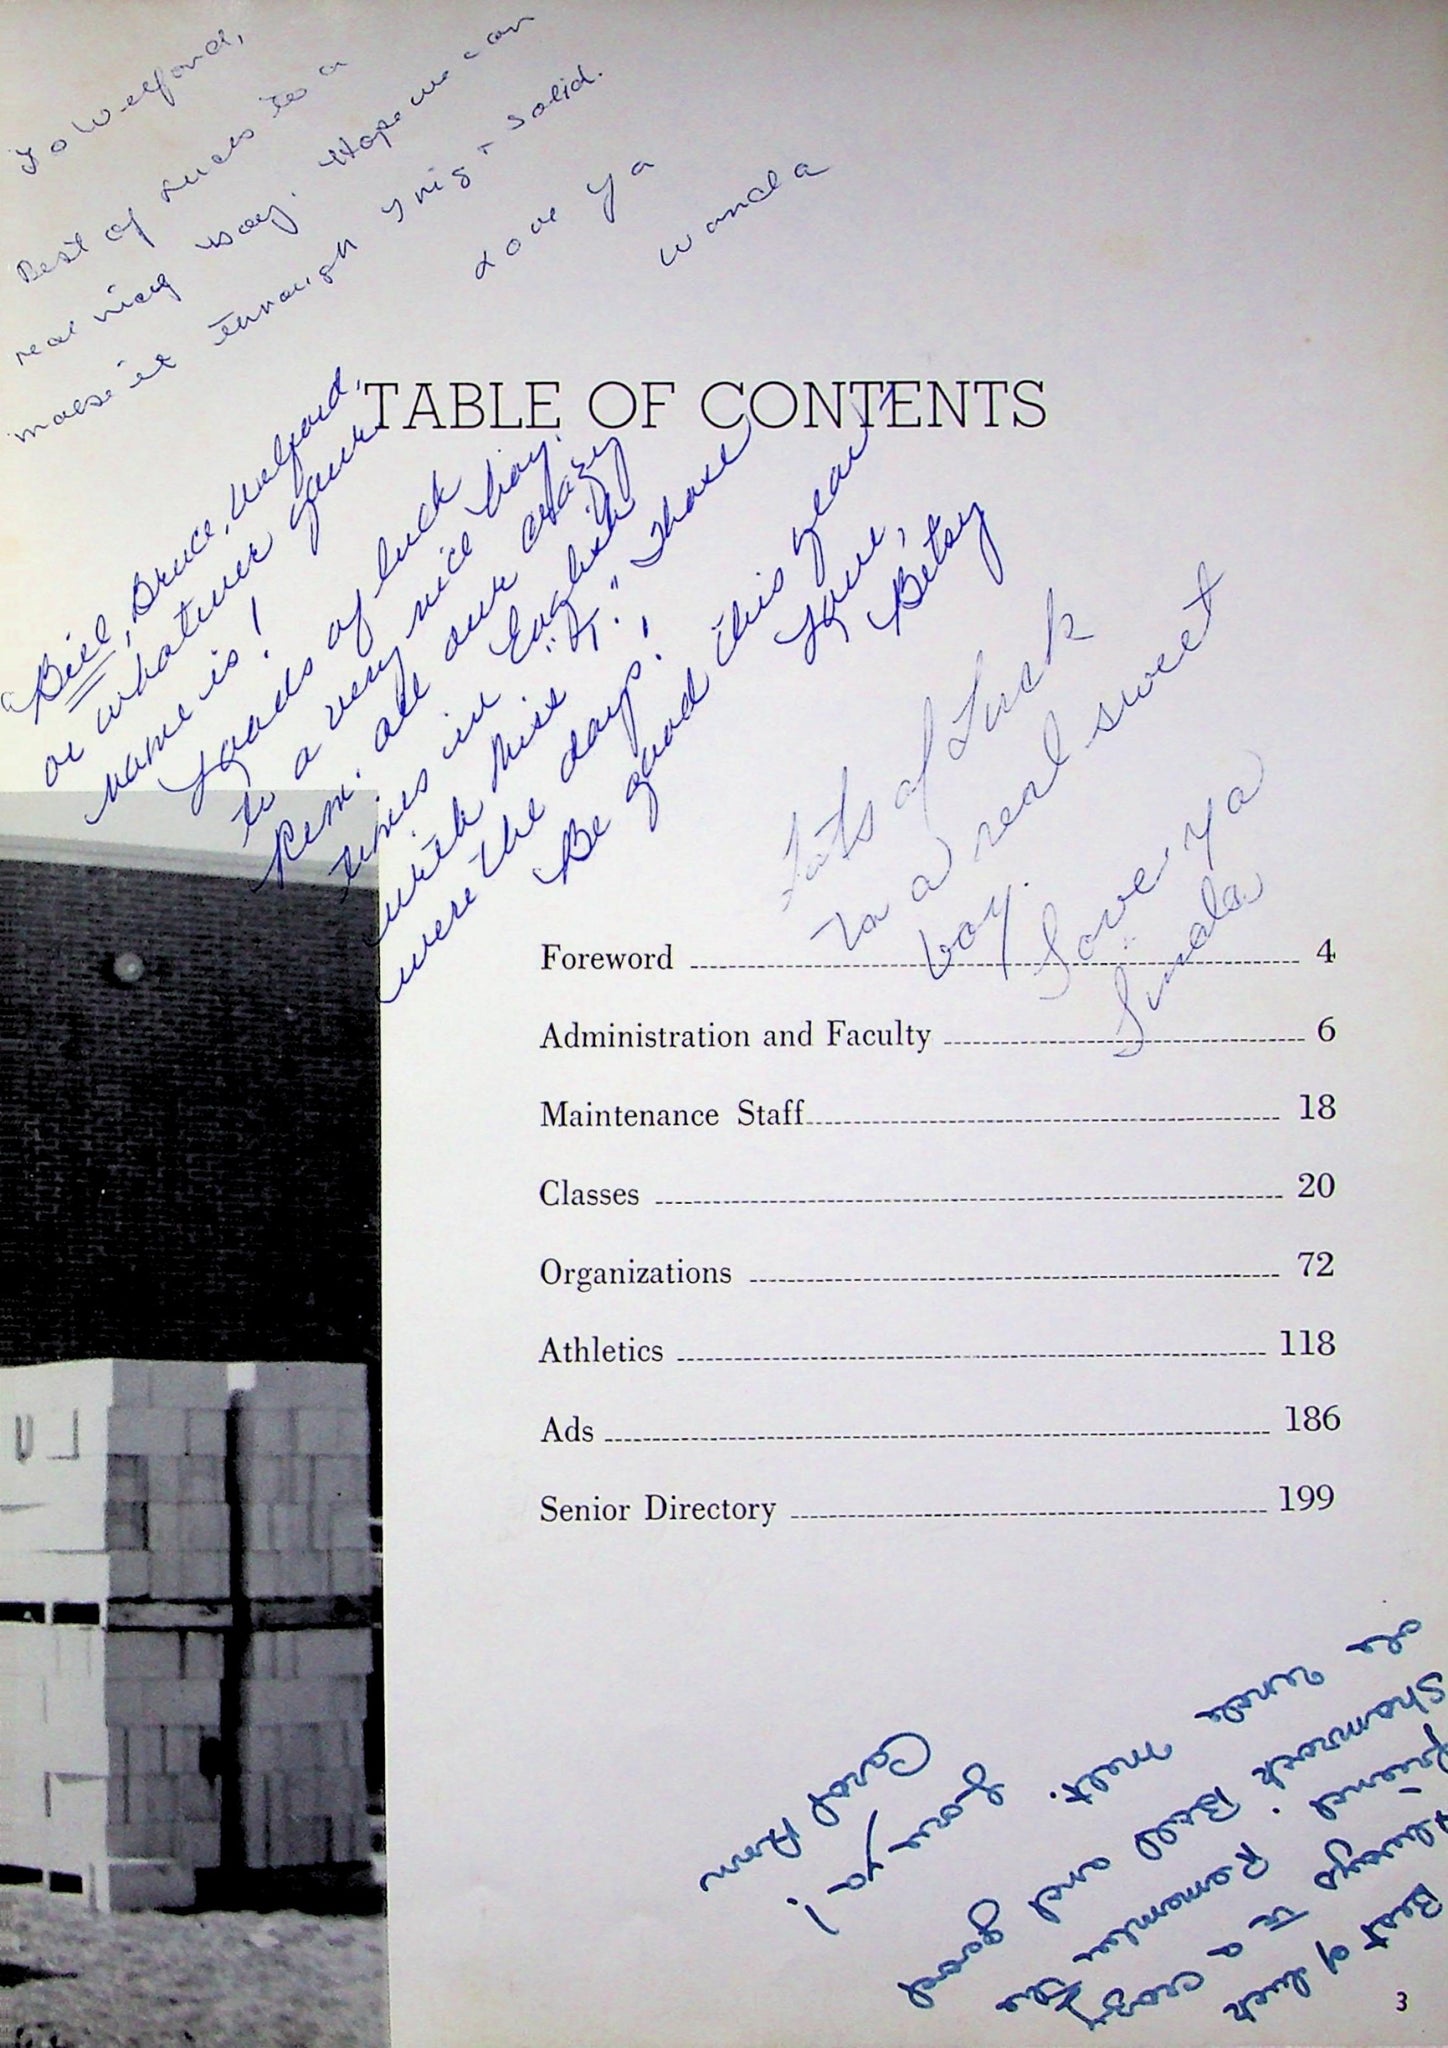 To Welford,
Best of luck to a
real nice boy. Hope we can
make it through Trig + Solid.
Love Ya
Wanda
TABLE OF CONTENTS
"Bill, Bruce, Welford,
or whatever your
name is!
Loads of luck
to a very nice boy.
Rem. all our crazy
times in English
with Miss "A." Those
were the days!
Be good this year!
Love,
Betsy
Lots of Luck
To a real sweet
boy.
Love Ya
Linda
Foreword 4
Administration and Faculty 6
Maintenance Staff 18
Classes 20
Organizations 72
Athletics 118
Ads 186
Senior Directory 199
Best of luck
Always to a crazy
friend. Remember the
Shamrock Ball and good
ole
Love ya!
Carol Ann
3